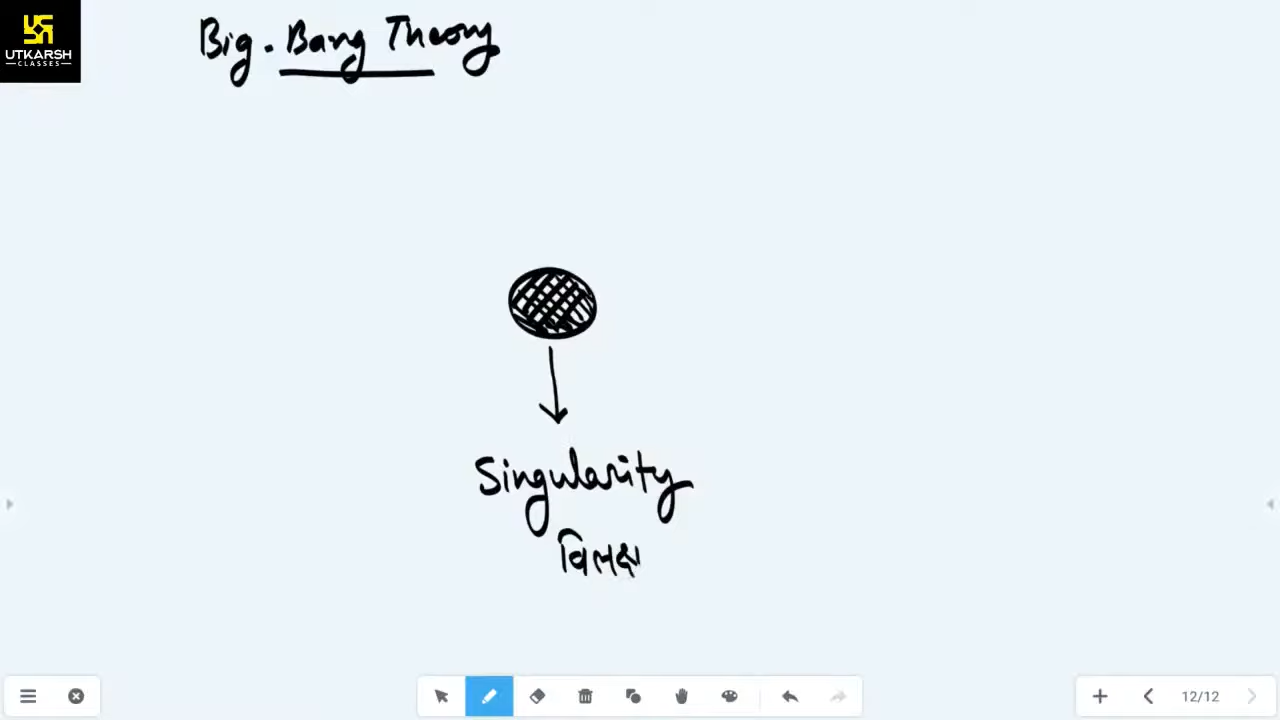 UTKARSH
CLASSES
Big. Bang Theory
Singularity
विलक्ष
12/12